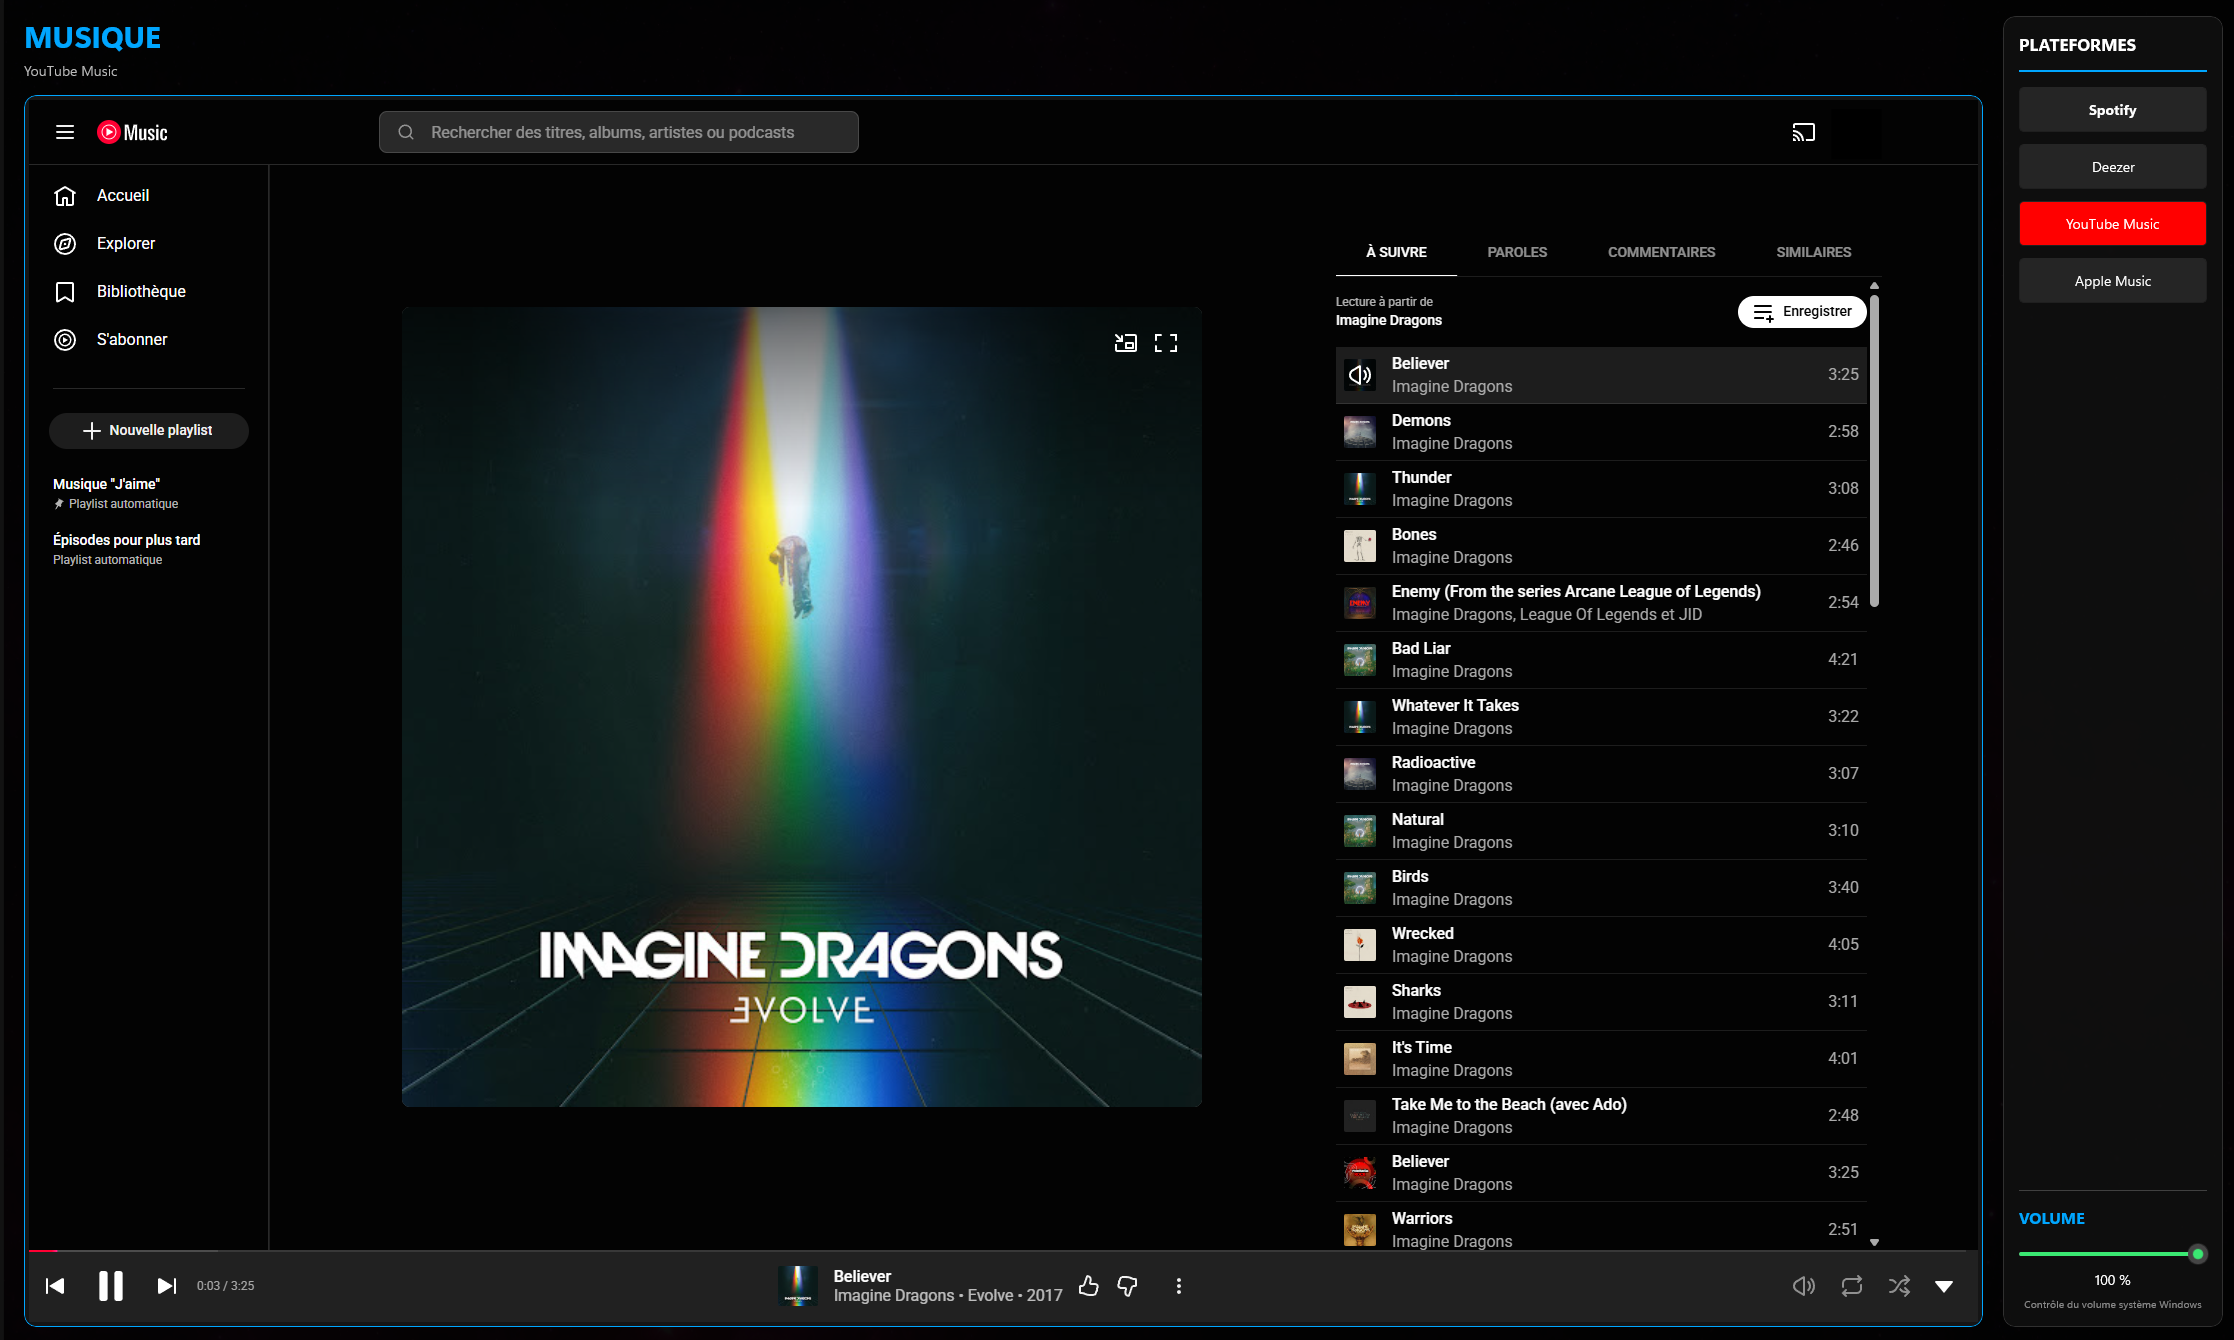 MUSIQUE
YouTube Music
Music
Rechercher des titres, albums, artistes ou podcasts
Accueil
Explorer
Bibliothèque
S'abonner
Nouvelle playlist
Musique "J'aime"
Playlist automatique
Épisodes pour plus tard
Playlist automatique
IMAGINE DRAGONS
EVOLVE
À SUIVRE PAROLES COMMENTAIRES SIMILAIRES
Lecture à partir de
Imagine Dragons
Enregistrer
Believer
Imagine Dragons
3:25
Demons
Imagine Dragons
2:58
Thunder
Imagine Dragons
3:08
Bones
Imagine Dragons
2:46
Enemy (From the series Arcane League of Legends)
Imagine Dragons, League Of Legends et JID
2:54
Bad Liar
Imagine Dragons
4:21
Whatever It Takes
Imagine Dragons
3:22
Radioactive
Imagine Dragons
3:07
Natural
Imagine Dragons
3:10
Birds
Imagine Dragons
3:40
Wrecked
Imagine Dragons
4:05
Sharks
Imagine Dragons
3:11
It's Time
Imagine Dragons
4:01
Take Me to the Beach (avec Ado)
Imagine Dragons
2:48
Believer
Imagine Dragons
3:25
Warriors
Imagine Dragons
2:51
0:03 / 3:25
Believer
Imagine Dragons • Evolve • 2017
PLATEFORMES
Spotify
Deezer
YouTube Music
Apple Music
VOLUME
100 %
Contrôle du volume système Windows